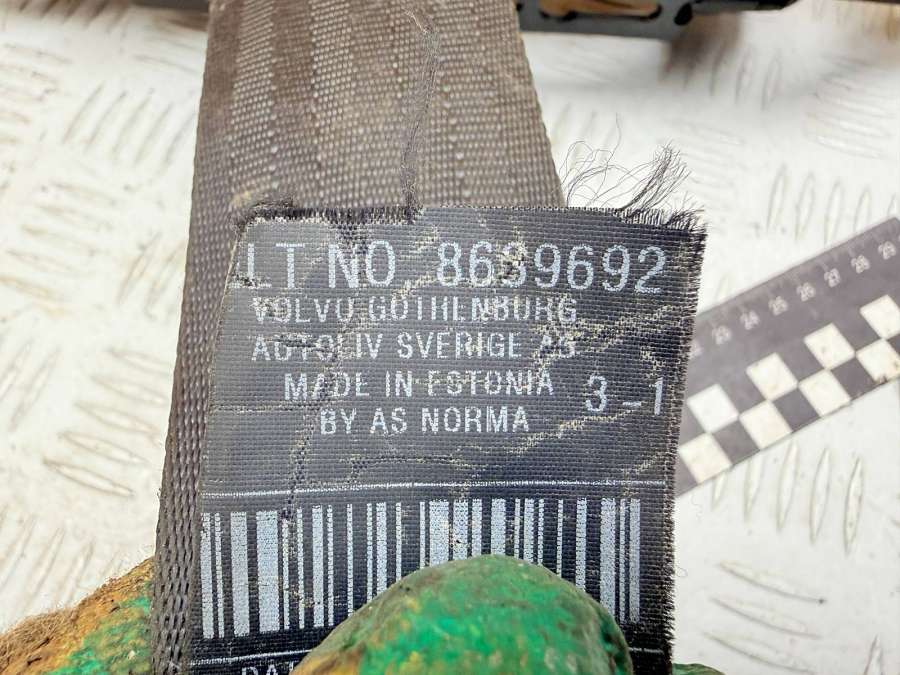 LT NO 8639692
VOLVO GOTHENBURG
AUTOLIV SVERIGE AB
MADE IN ESTONIA 3-1
BY AS NORMA